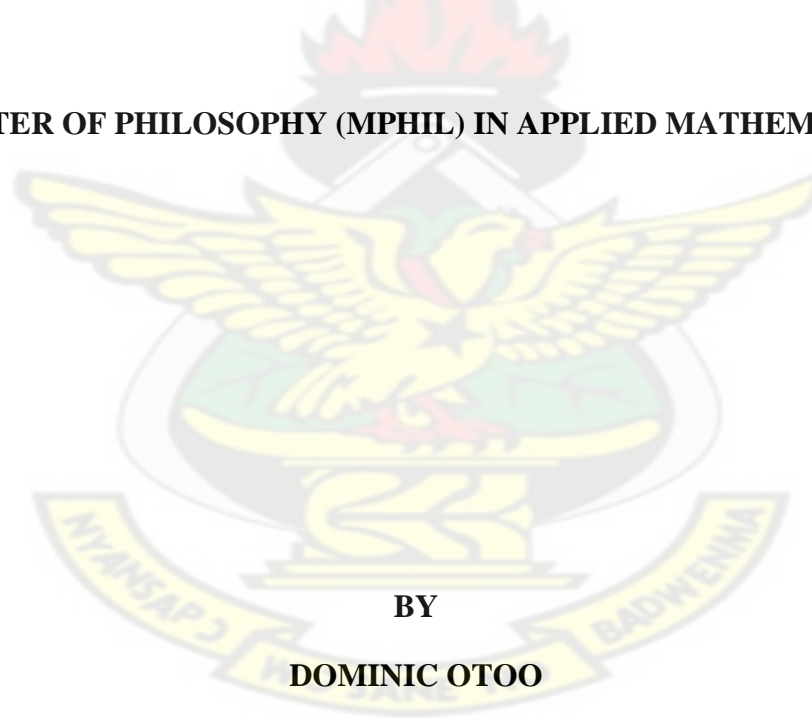 TER OF PHILOSOPHY (MPHIL) IN APPLIED MATHEM
BY
NYANSAPƆ
BADWENMA
DOMINIC OTOO